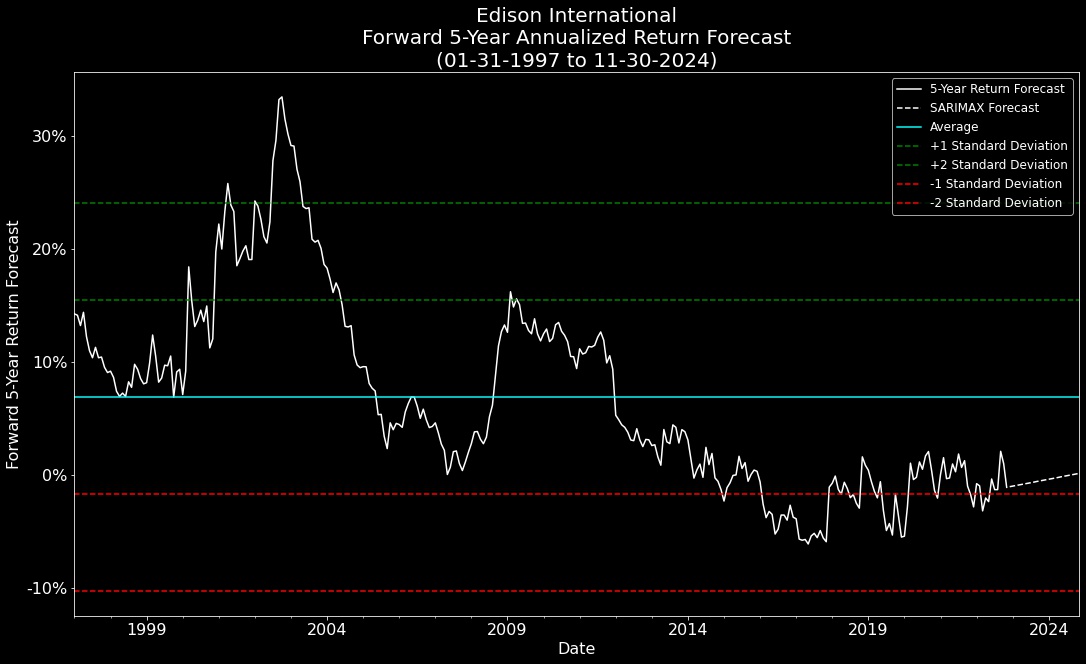 Edison International
Forward 5-Year Annualized Return Forecast
(01-31-1997 to 11-30-2024)
5-Year Return Forecast
SARIMAX Forecast
Average
+1 Standard Deviation
+2 Standard Deviation
-1 Standard Deviation
-2 Standard Deviation
Forward 5-Year Return Forecast
30%
20%
10%
0%
-10%
1999 2004 2009 2014 2019 2024
Date